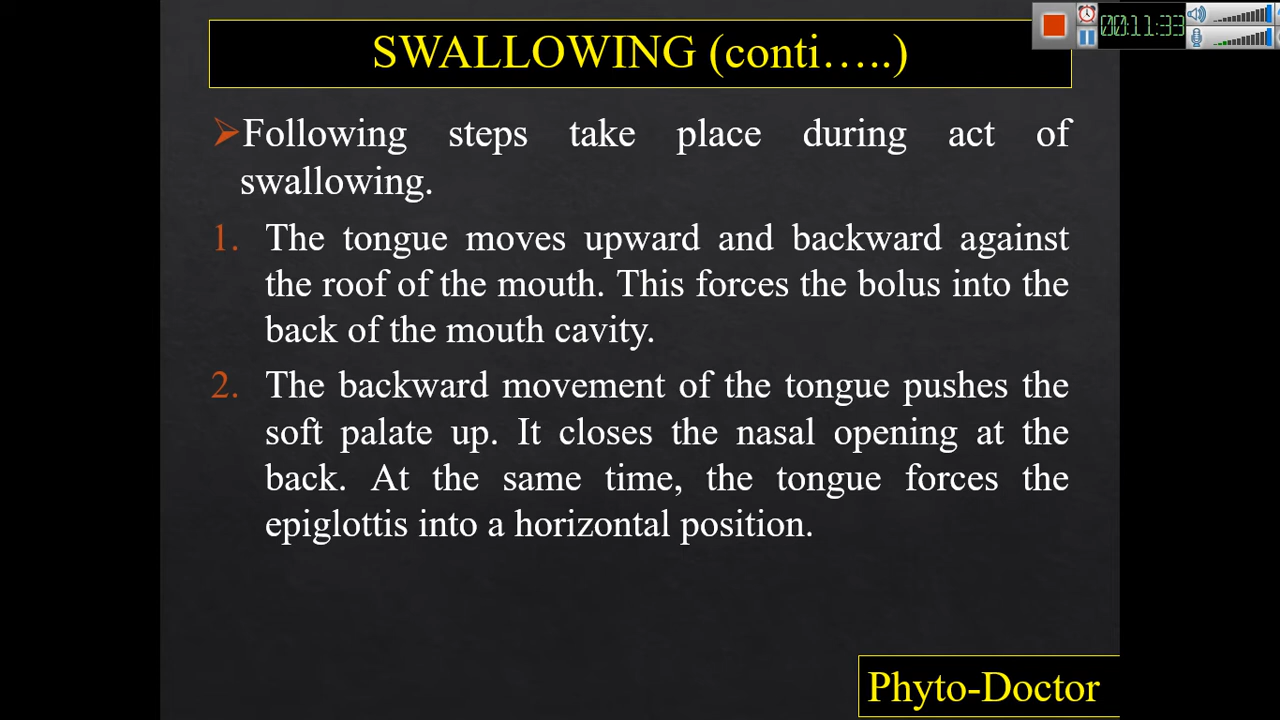 SWALLOWING (conti…..)
00:11:33
Following steps take place during act of
swallowing.
1. The tongue moves upward and backward against
the roof of the mouth. This forces the bolus into the
back of the mouth cavity.
2. The backward movement of the tongue pushes the
soft palate up. It closes the nasal opening at the
back. At the same time, the tongue forces the
epiglottis into a horizontal position.
Phyto-Doctor